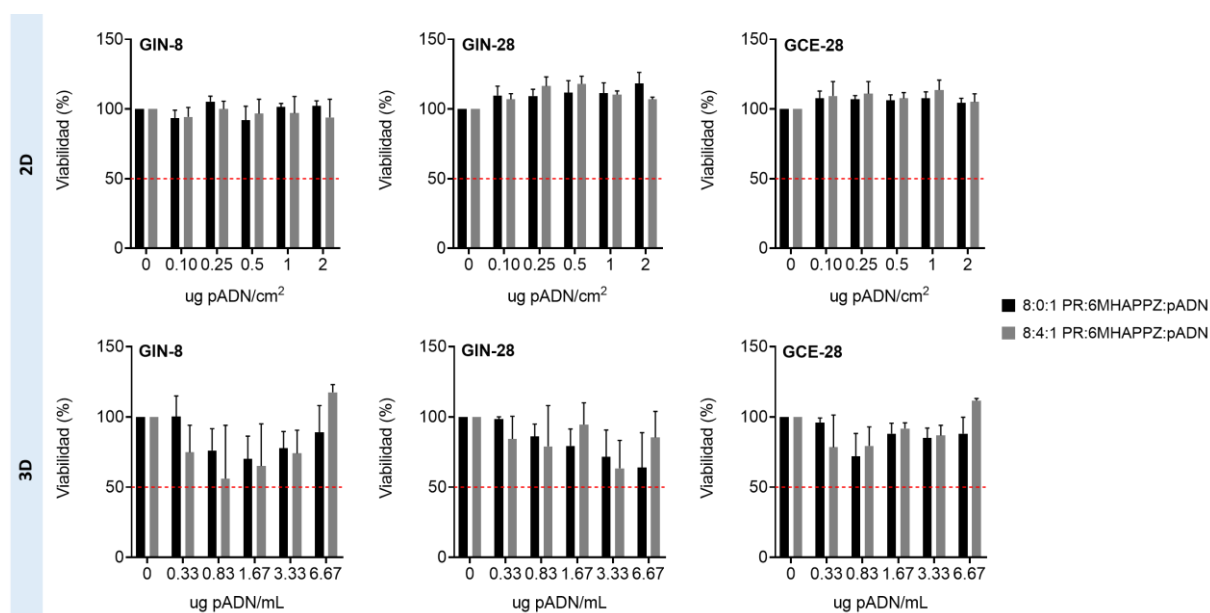 2D
GIN-8
150
100
50
0
Viabilidad (%)
0 0.10 0.25 0.5 1 2
ug pADN/cm²
GIN-28
150
100
50
0
Viabilidad (%)
0 0.10 0.25 0.5 1 2
ug pADN/cm²
GCE-28
150
100
50
0
Viabilidad (%)
0 0.10 0.25 0.5 1 2
ug pADN/cm²
8:0:1 PR:6MHAPPZ:pADN
8:4:1 PR:6MHAPPZ:pADN
3D
GIN-8
150
100
50
0
Viabilidad (%)
0 0.33 0.83 1.67 3.33 6.67
ug pADN/mL
GIN-28
150
100
50
0
Viabilidad (%)
0 0.33 0.83 1.67 3.33 6.67
ug pADN/mL
GCE-28
150
100
50
0
Viabilidad (%)
0 0.33 0.83 1.67 3.33 6.67
ug pADN/mL